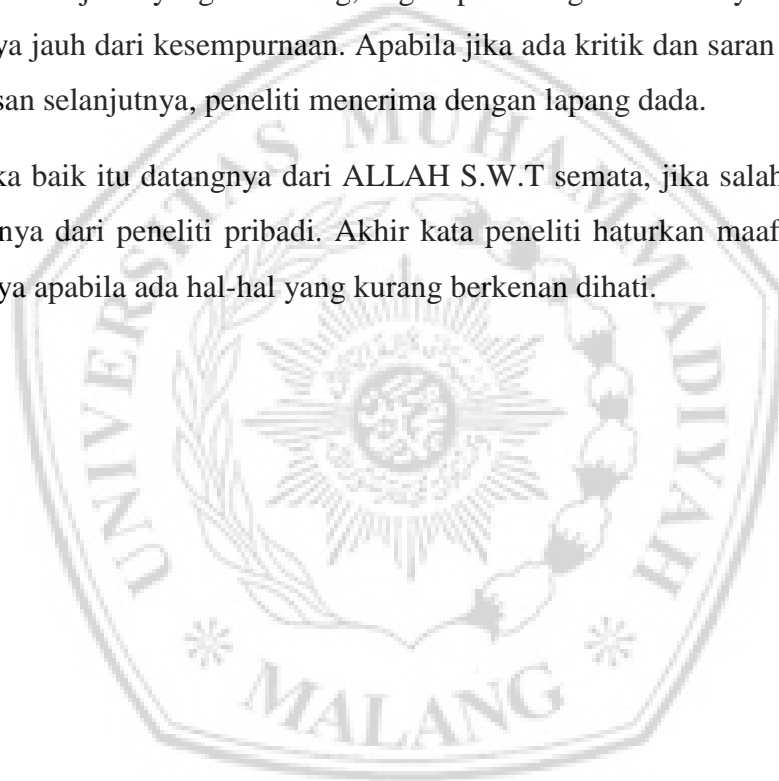 ya jauh dari kesempurnaan. Apabila jika ada kritik dan saran
san selanjutnya, peneliti menerima dengan lapang dada.
ka baik itu datangnya dari ALLAH S.W.T semata, jika salah
nya dari peneliti pribadi. Akhir kata peneliti haturkan maaf
ya apabila ada hal-hal yang kurang berkenan dihati.
UNIVERSITAS MUHAMMADIYAH
MALANG